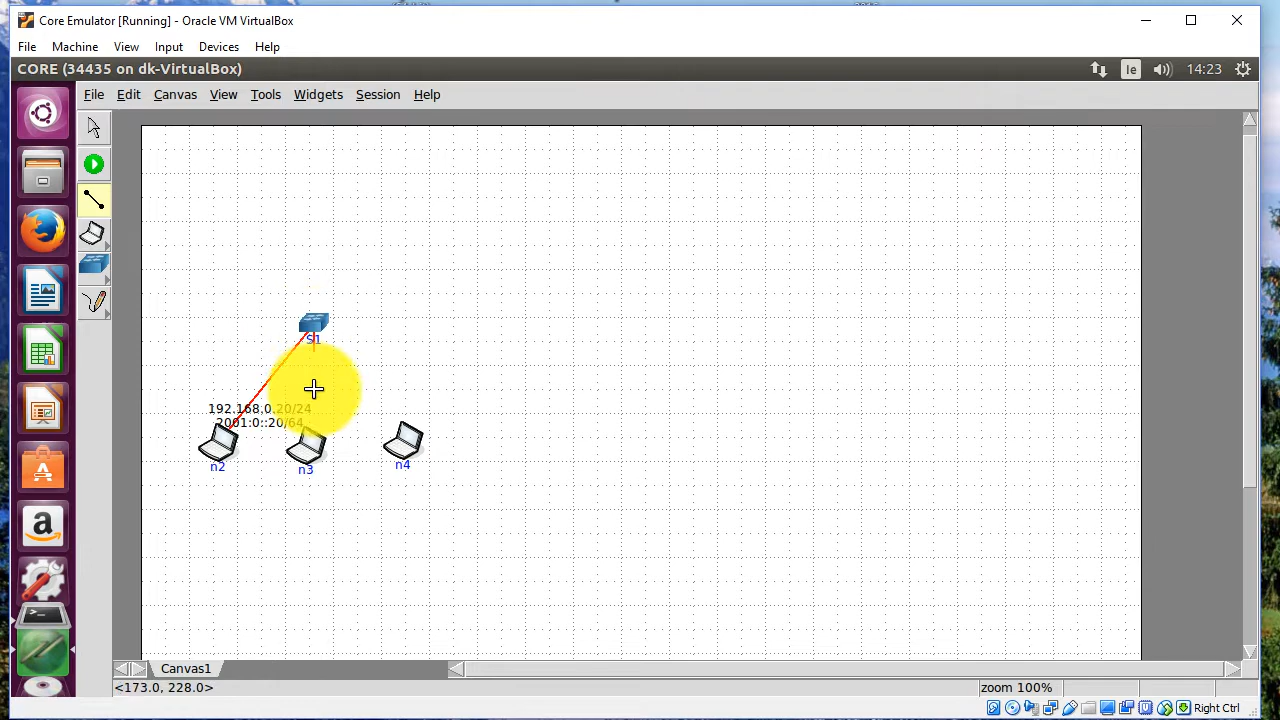 Core Emulator [Running] - Oracle VM VirtualBox
File Machine View Input Devices Help
CORE (34435 on dk-VirtualBox)
Ie 14:23
File Edit Canvas View Tools Widgets Session Help
S1
192.168.0.20/24
2001:0::20/64
n2
n3
n4
Canvas1
<173.0, 228.0>
zoom 100%
Right Ctrl